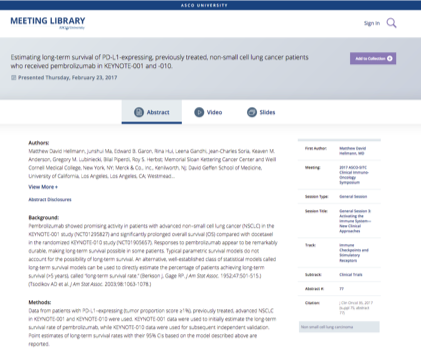 ASCO UNIVERSITY
MEETING LIBRARY
Sign in
Estimating long-term survival of PD-L1-expressing, previously treated, non-small cell lung cancer patients
who received pembrolizumab in KEYNOTE-001 and -010.
Add to Collection
Presented Thursday, February 23, 2017
Abstract
Video
Slides
Authors:
Matthew David Hellmann, Junshui Ma, Edward B. Garon, Rina Hui, Leena Gandhi, Jean-Charles Soria, Keaven M.
Anderson, Gregory M. Lubiniecki, Bilal Piperdi, Roy S. Herbst; Memorial Sloan Kettering Cancer Center and Weill
Cornell Medical College, New York, NY; Merck & Co., Inc., Kenilworth, NJ; David Geffen School of Medicine,
University of California, Los Angeles, Los Angeles, CA; Westmead...
View More +
Abstract Disclosures
Background:
Pembrolizumab showed promising activity in patients with advanced non-small cell lung cancer (NSCLC) in the
KEYNOTE-001 study (NCT01295827) and significantly prolonged overall survival (OS) compared with docetaxel
in the randomized KEYNOTE-010 study (NCT01905657). Responses to pembrolizumab appear to be remarkably
durable, making long-term survival possible in some patients. Typical parametric survival models do not
account for the possibility of long-term survival. An alternative, well-established class of statistical models called
long-term survival models can be used to directly estimate the percentage of patients achieving long-term
survival (>5 years), called "long-term survival rate." (Berkson J, Gage RP. J Am Stat Assoc. 1952;47:501-515.)
(Tsodikov AD et al. J Am Stat Assoc. 2003;98:1063-1078.)
Methods:
Data from patients with PD-L1-expressing (tumor proportion score ≥1%), previously treated, advanced NSCLC
in KEYNOTE-001 and KEYNOTE-010 were used. KEYNOTE-001 data were used to initially estimate the long-term
survival rate of pembrolizumab, while KEYNOTE-010 data were used for subsequent independent validation.
Point estimates of long-term survival rates with their 95% CIs based on the model described above are
reported.
First Author:
Matthew David
Hellmann, MD
Meeting:
2017 ASCO-SITC
Clinical Immuno-
Oncology
Symposium
Session Type:
General Session
Session Title:
General Session 3:
Activating the
Immune System—
New Clinical
Approaches
Track:
Immune
Checkpoints and
Stimulatory
Receptors
Subtrack:
Clinical Trials
Abstract #:
77
Citation:
J Clin Oncol 35, 2017
Non-small cell lung carcinoma